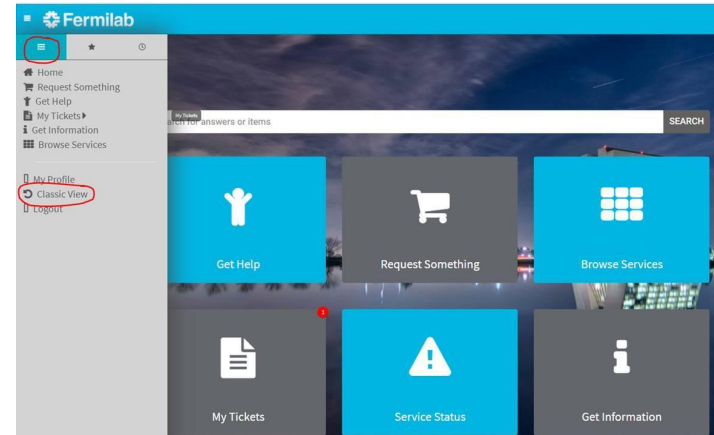 Fermilab
Home
Request Something
Get Help
My Tickets
Get Information
Browse Services
My Profile
Classic View
Logout
My Tickets
arch for answers or items
SEARCH
Get Help
Request Something
Browse Services
1
My Tickets
Service Status
Get Information